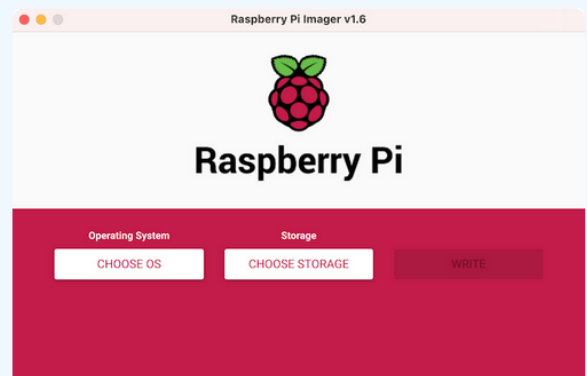 Raspberry Pi Imager v1.6
Raspberry Pi
Operating System
Storage
CHOOSE OS
CHOOSE STORAGE
WRITE